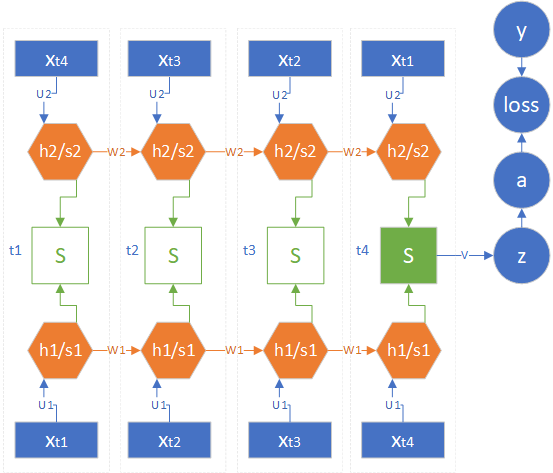 Xt4 Xt3 Xt2 Xt1 y
U2 U2 U2 U2
loss
h2/s2 W2 h2/s2 W2 h2/s2 W2 h2/s2
a
t1 S t2 S t3 S t4 S V z
h1/s1 W1 h1/s1 W1 h1/s1 W1 h1/s1
U1 U1 U1 U1
Xt1 Xt2 Xt3 Xt4